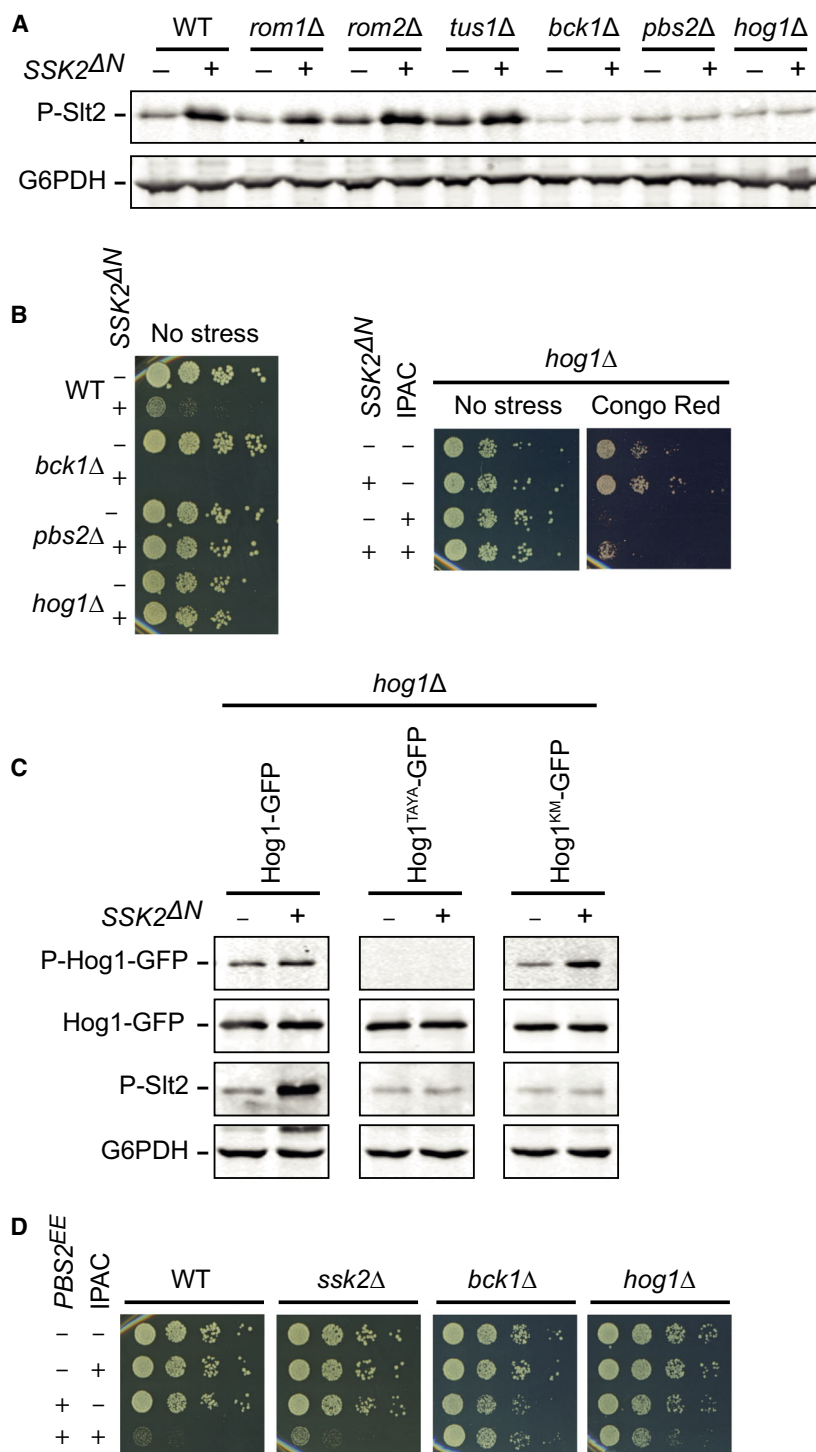 A
WT rom1Δ rom2Δ tus1Δ bck1Δ pbs2Δ hog1Δ
SSK2ΔN – + – + – + – + – + – + – +
P-Slt2 –
G6PDH –
B
SSK2ΔN
No stress
WT
–
+
bck1Δ
–
+
pbs2Δ
–
+
hog1Δ
–
+
hog1Δ
SSK2ΔN IPAC No stress Congo Red
– –
+ –
– +
+ +
C
hog1Δ
Hog1-GFP Hog1TAYA-GFP Hog1KM-GFP
SSK2ΔN – + – + – +
P-Hog1-GFP –
Hog1-GFP –
P-Slt2 –
G6PDH –
D
PBS2EE IPAC WT ssk2Δ bck1Δ hog1Δ
– –
– +
+ –
+ +